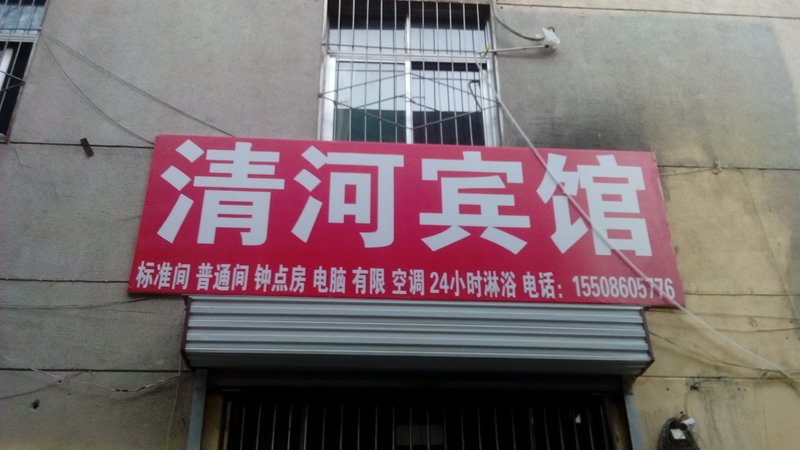 清河宾馆
标准间 普通间 钟点房 电脑 有限 空调 24小时淋浴 电话：15508605776